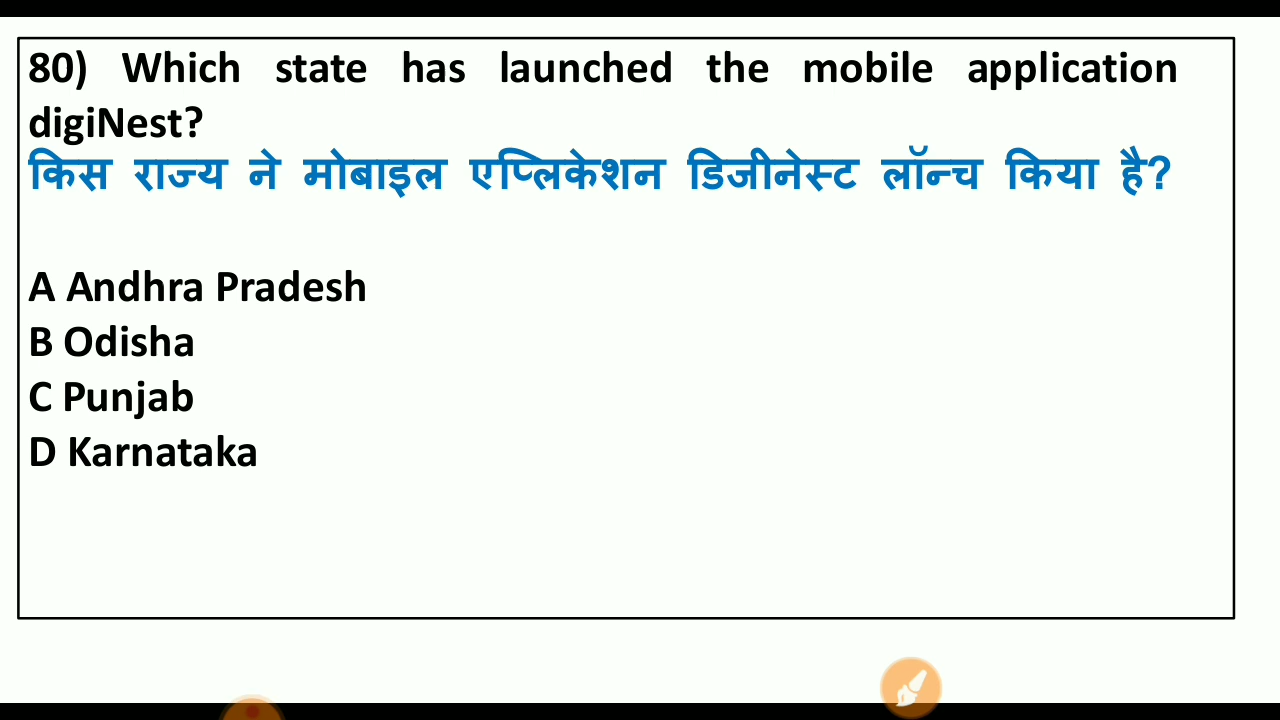 80) Which state has launched the mobile application
digiNest?
किस राज्य ने मोबाइल एप्लिकेशन डिजीनेस्ट लॉन्च किया है?
A Andhra Pradesh
B Odisha
C Punjab
D Karnataka